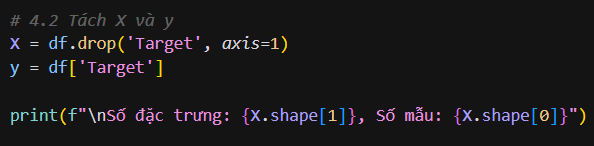 # 4.2 Tách X và y
X = df.drop('Target', axis=1)
y = df['Target']
print(f"\nSố đặc trưng: {X.shape[1]}, Số mẫu: {X.shape[0]}")